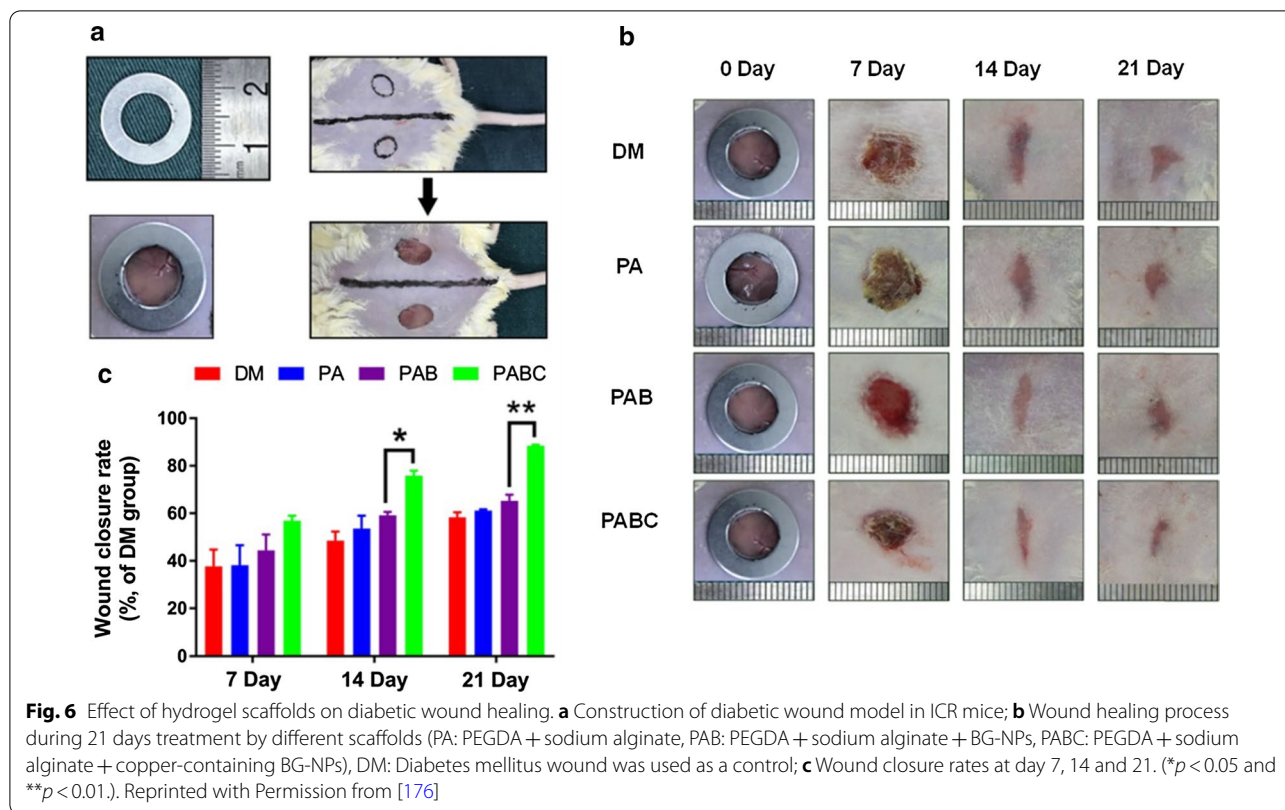 a
1 2
mm
b
0 Day 7 Day 14 Day 21 Day
DM
PA
PAB
PABC
c
DM PA PAB PABC
Wound closure rate
(%, of DM group)
100
80
60
40
20
0
*
**
7 Day 14 Day 21 Day
Fig. 6 Effect of hydrogel scaffolds on diabetic wound healing. a Construction of diabetic wound model in ICR mice; b Wound healing process
during 21 days treatment by different scaffolds (PA: PEGDA + sodium alginate, PAB: PEGDA + sodium alginate + BG-NPs, PABC: PEGDA + sodium
alginate + copper-containing BG-NPs), DM: Diabetes mellitus wound was used as a control; c Wound closure rates at day 7, 14 and 21. (*p < 0.05 and
**p < 0.01.). Reprinted with Permission from [176]